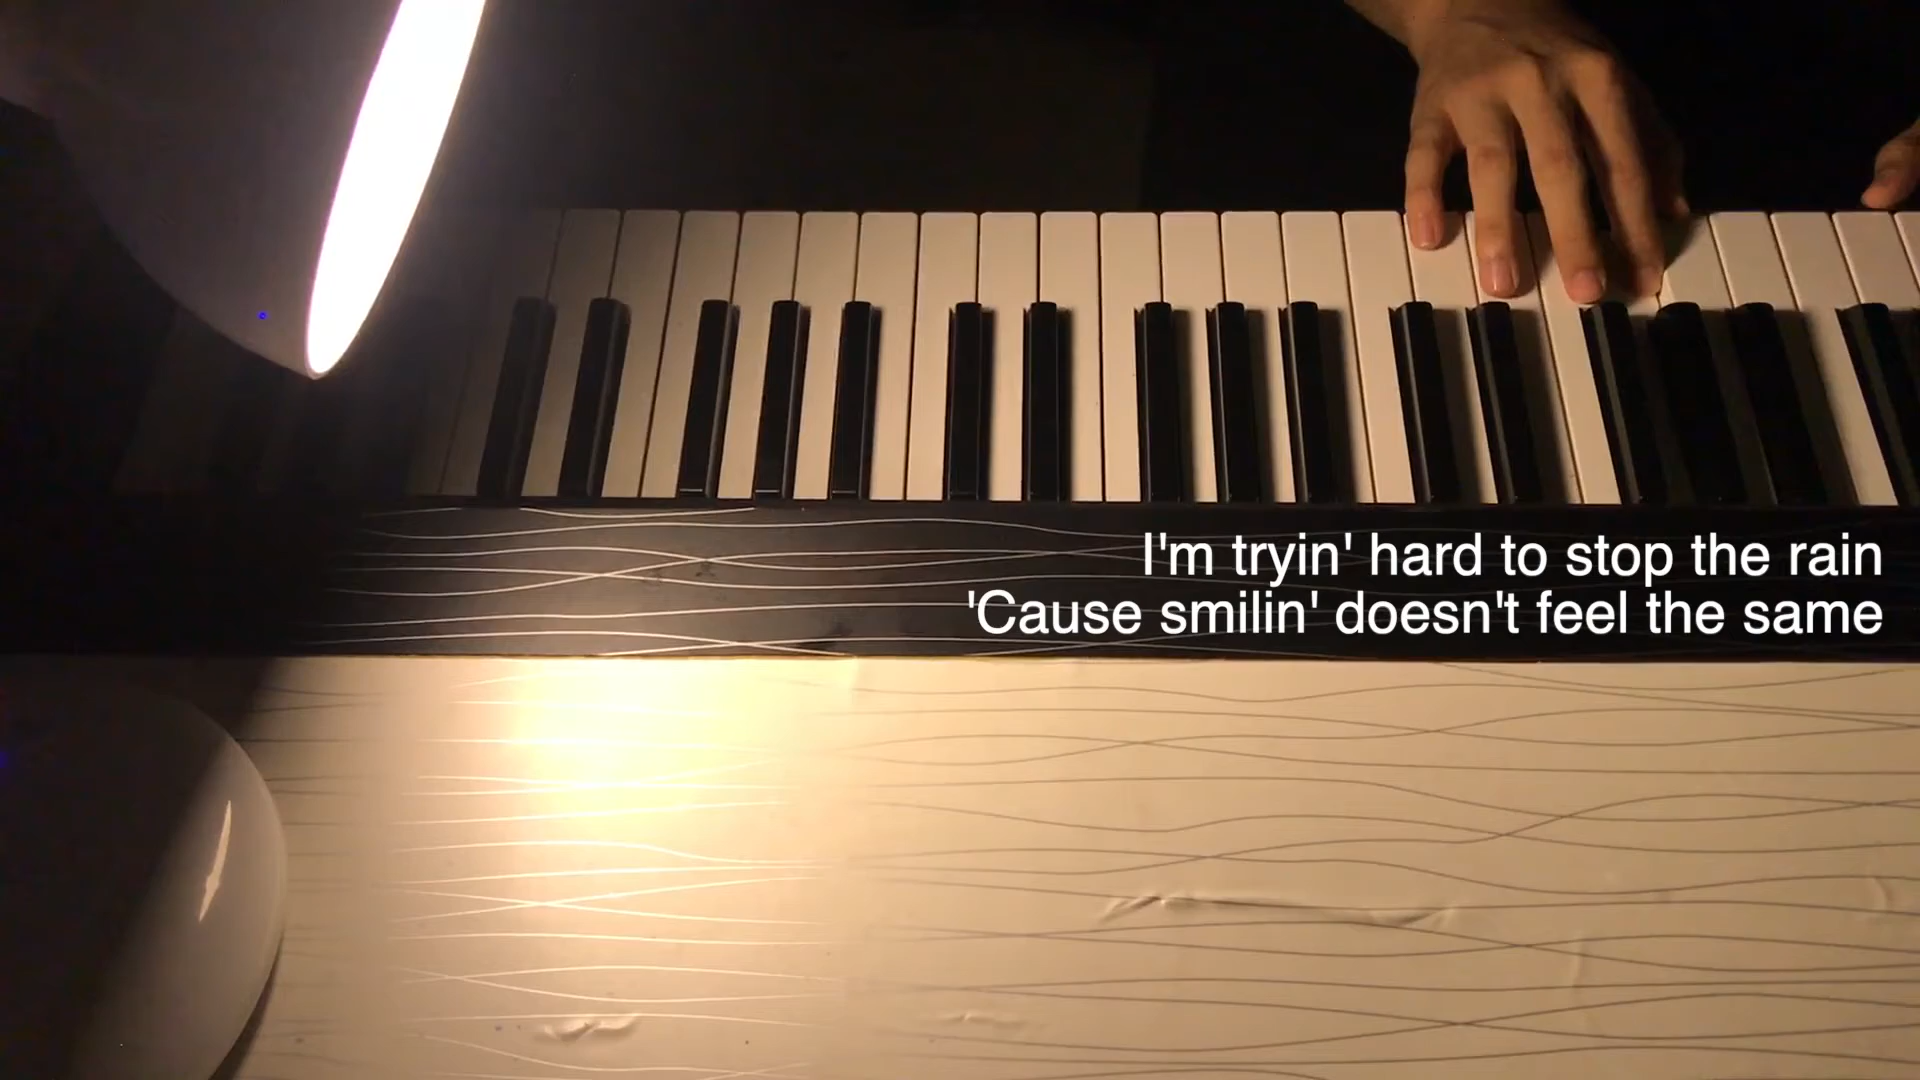 I'm tryin' hard to stop the rain
'Cause smilin' doesn't feel the same